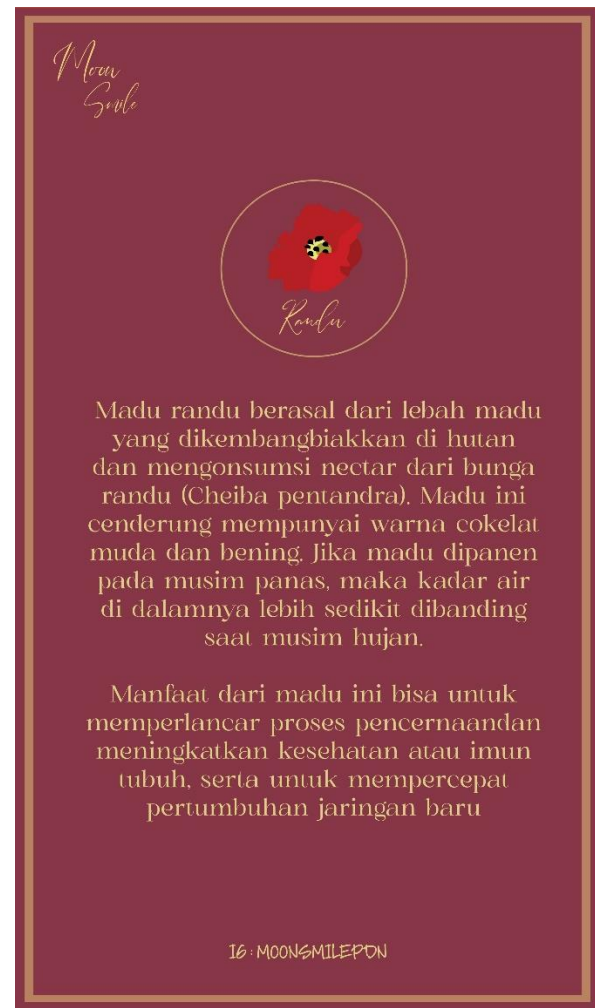 Moon
Smile
Randu
Madu randu berasal dari lebah madu
yang dikembangbiakkan di hutan
dan mengonsumsi nectar dari bunga
randu (Cheiba pentandra). Madu ini
cenderung mempunyai warna cokelat
muda dan bening. Jika madu dipanen
pada musim panas, maka kadar air
di dalamnya lebih sedikit dibanding
saat musim hujan.
Manfaat dari madu ini bisa untuk
memperlancar proses pencernaandan
meningkatkan kesehatan atau imun
tubuh, serta untuk mempercepat
pertumbuhan jaringan baru
IG : MOONSMILEPDN